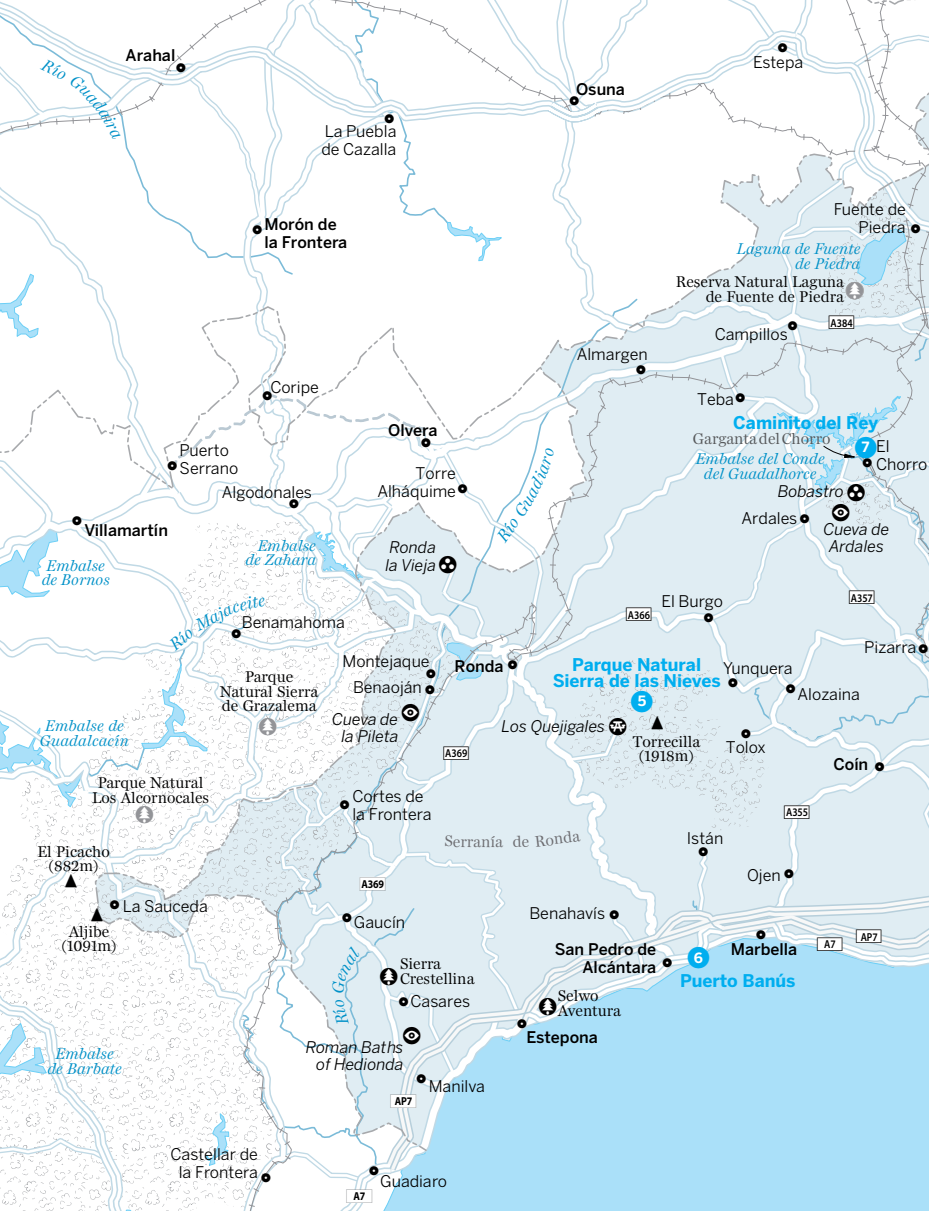 Arahal
Estepa
Río Guadaira
Osuna
La Puebla
de Cazalla
Morón de
la Frontera
Fuente de
Piedra
Laguna de Fuente
de Piedra
Reserva Natural Laguna
de Fuente de Piedra
A384
Campillos
Almargen
Coripe
Teba
Caminito del Rey
Garganta del Chorro
7
El
Chorro
Embalse del Conde
del Guadalhorce
Olvera
Puerto
Serrano
Torre
Alháquime
Río Guadiaro
Algodonales
Bobastro
Villamartín
Ardales
Cueva de
Ardales
Embalse
de Zahara
Ronda
la Vieja
Embalse
de Bornos
A357
Río Majaceite
El Burgo
A366
Benamahoma
Pizarra
Montejaque
Ronda
Parque Natural
Sierra de las Nieves
5
Yunquera
Benaoján
Parque
Natural Sierra
de Grazalema
Alozaina
Cueva de
la Pileta
Los Quejigales
Torrecilla
(1918m)
Tolox
Embalse de
Guadalcacín
A369
Coín
Parque Natural
Los Alcornocales
Cortes de
la Frontera
A355
Serranía de Ronda
Istán
El Picacho
(882m)
Ojen
A369
La Sauceda
Aljibe
(1091m)
Gaucín
Benahavís
San Pedro de
Alcántara
6
Marbella
A7
AP7
Puerto Banús
Río Genal
Sierra
Crestellina
Casares
Selwo
Aventura
Estepona
Roman Baths
of Hedionda
Embalse
de Barbate
Manilva
AP7
Castellar de
la Frontera
Guadiaro
A7